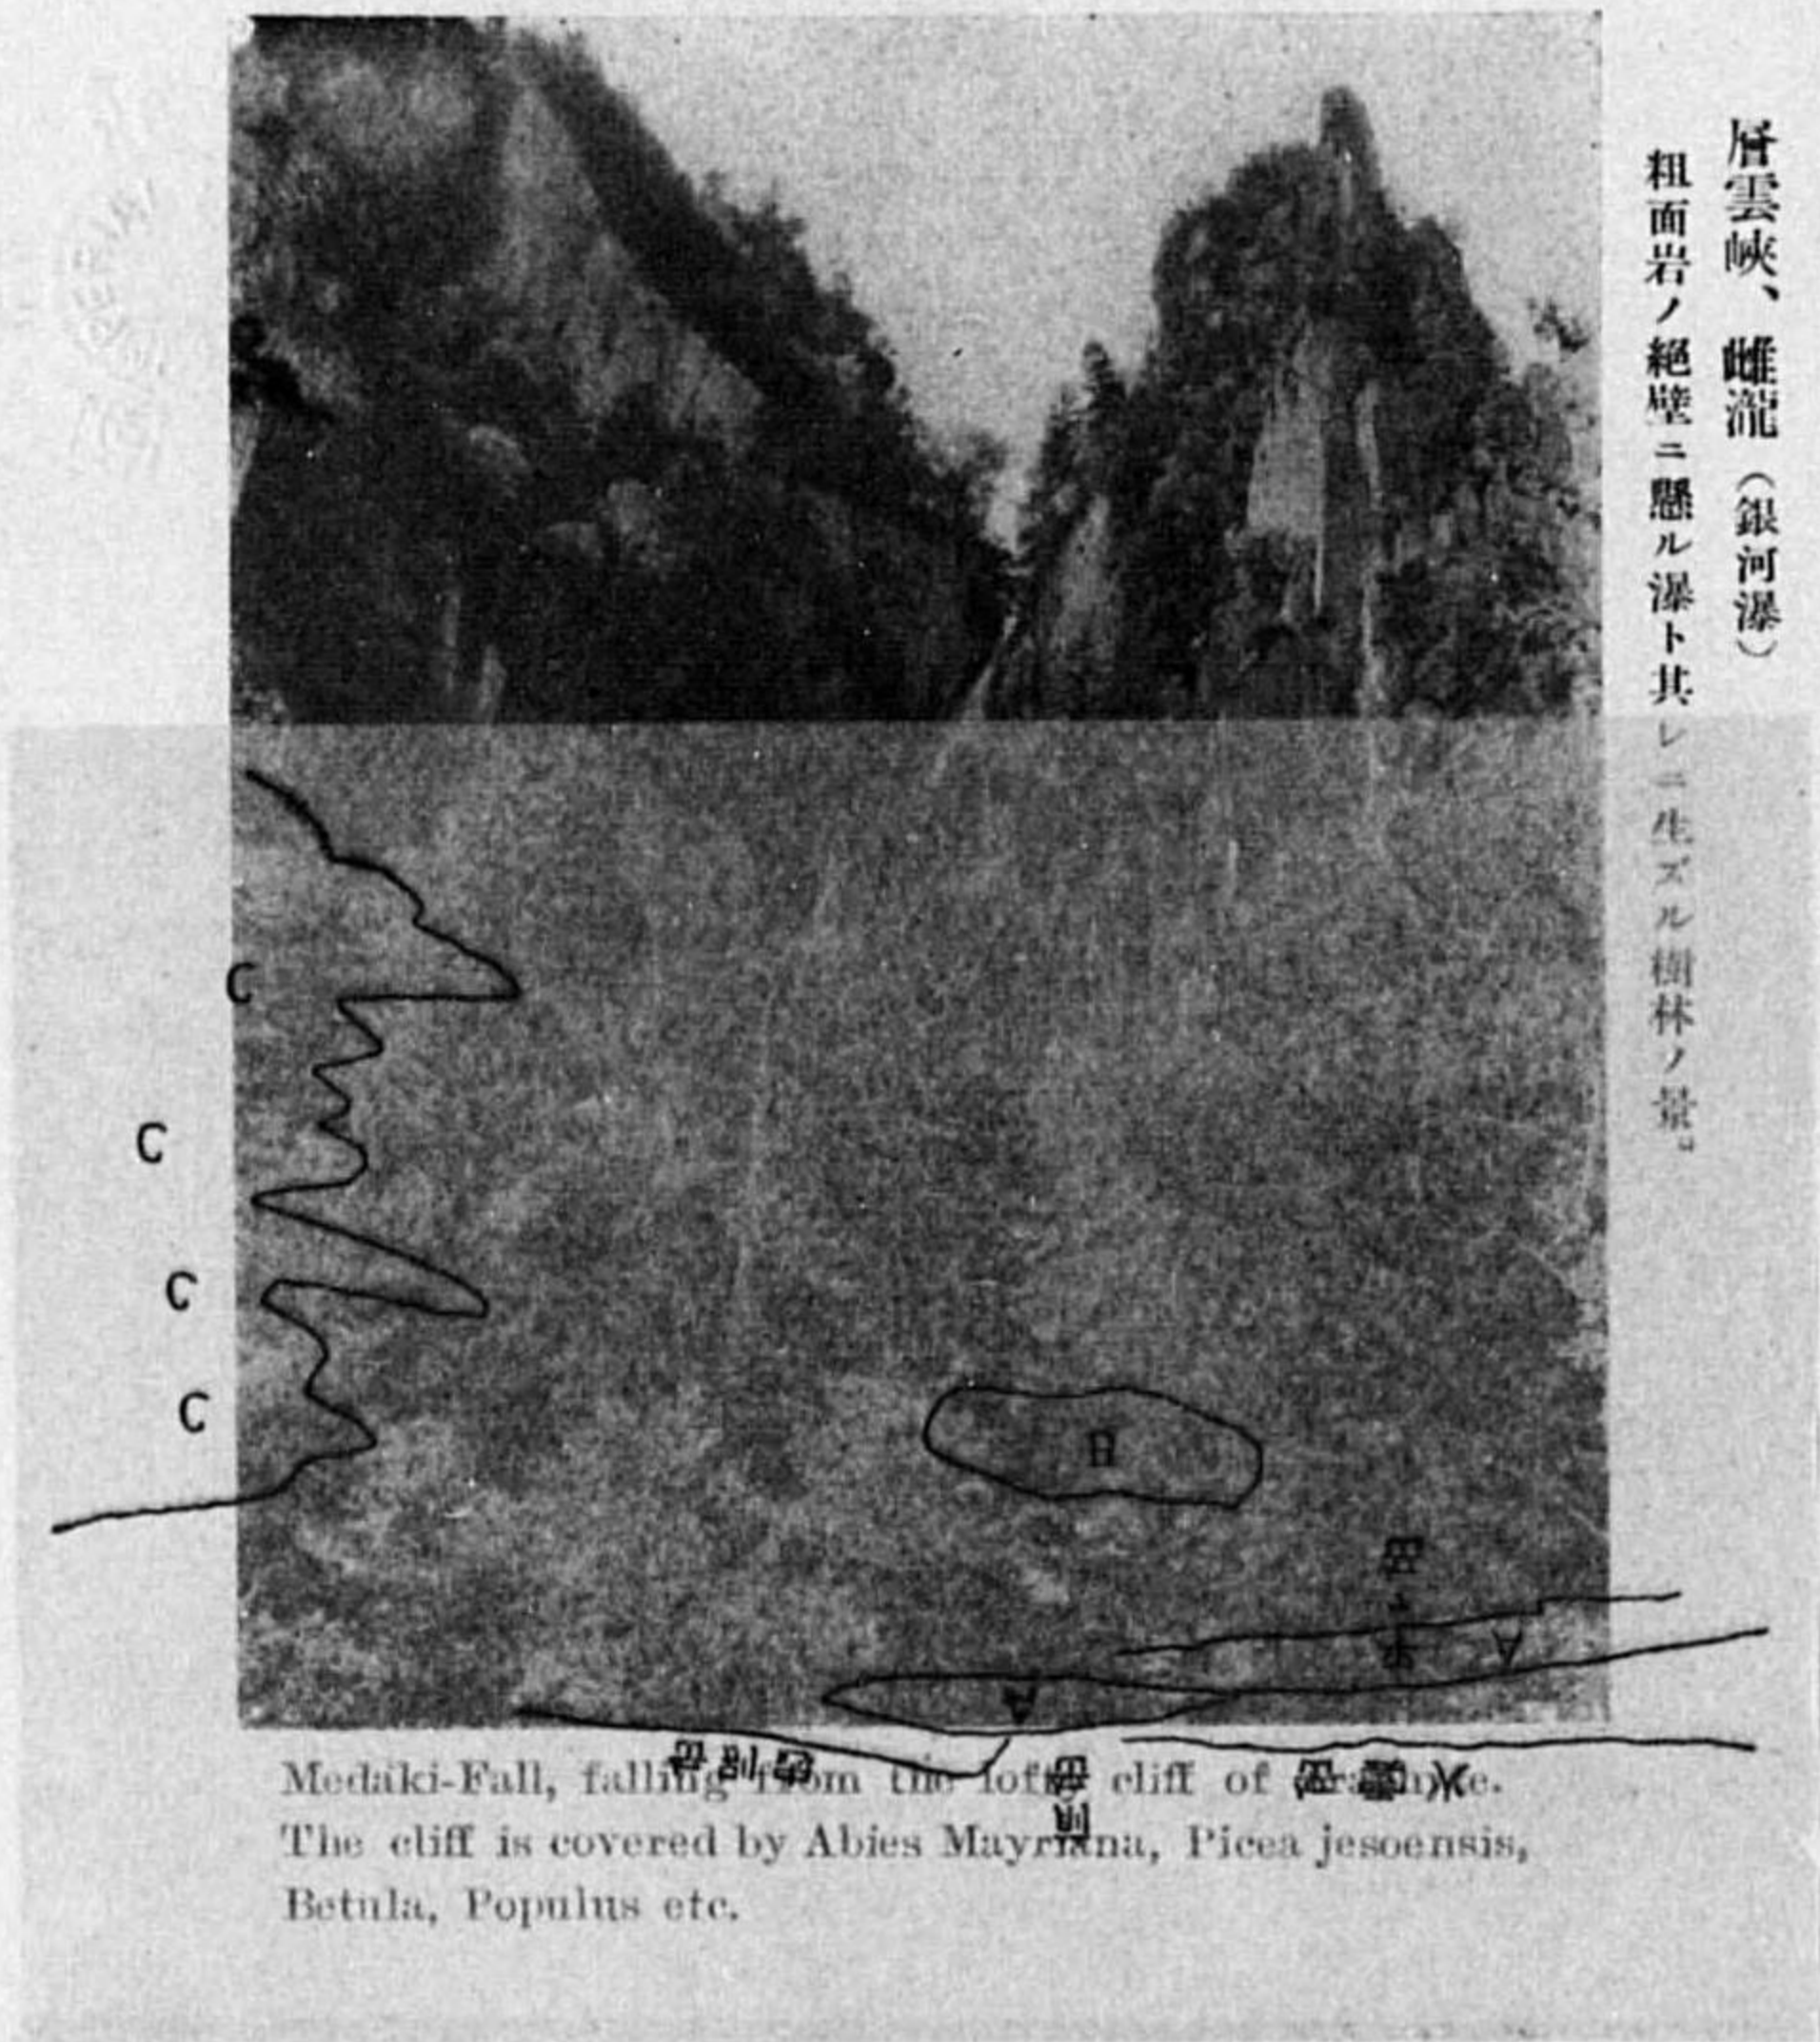 層雲峽、雌瀧（銀河瀑）
粗面岩ノ絕壁ニ懸ル瀑ト其レニ生ズル樹林ノ景。
C
C
C
C
H
A
A
Medaki-Fall, falling from the lofty cliff of
The cliff is covered by Abies Mayriana, Picea jesoensis,
Betula, Populus etc.